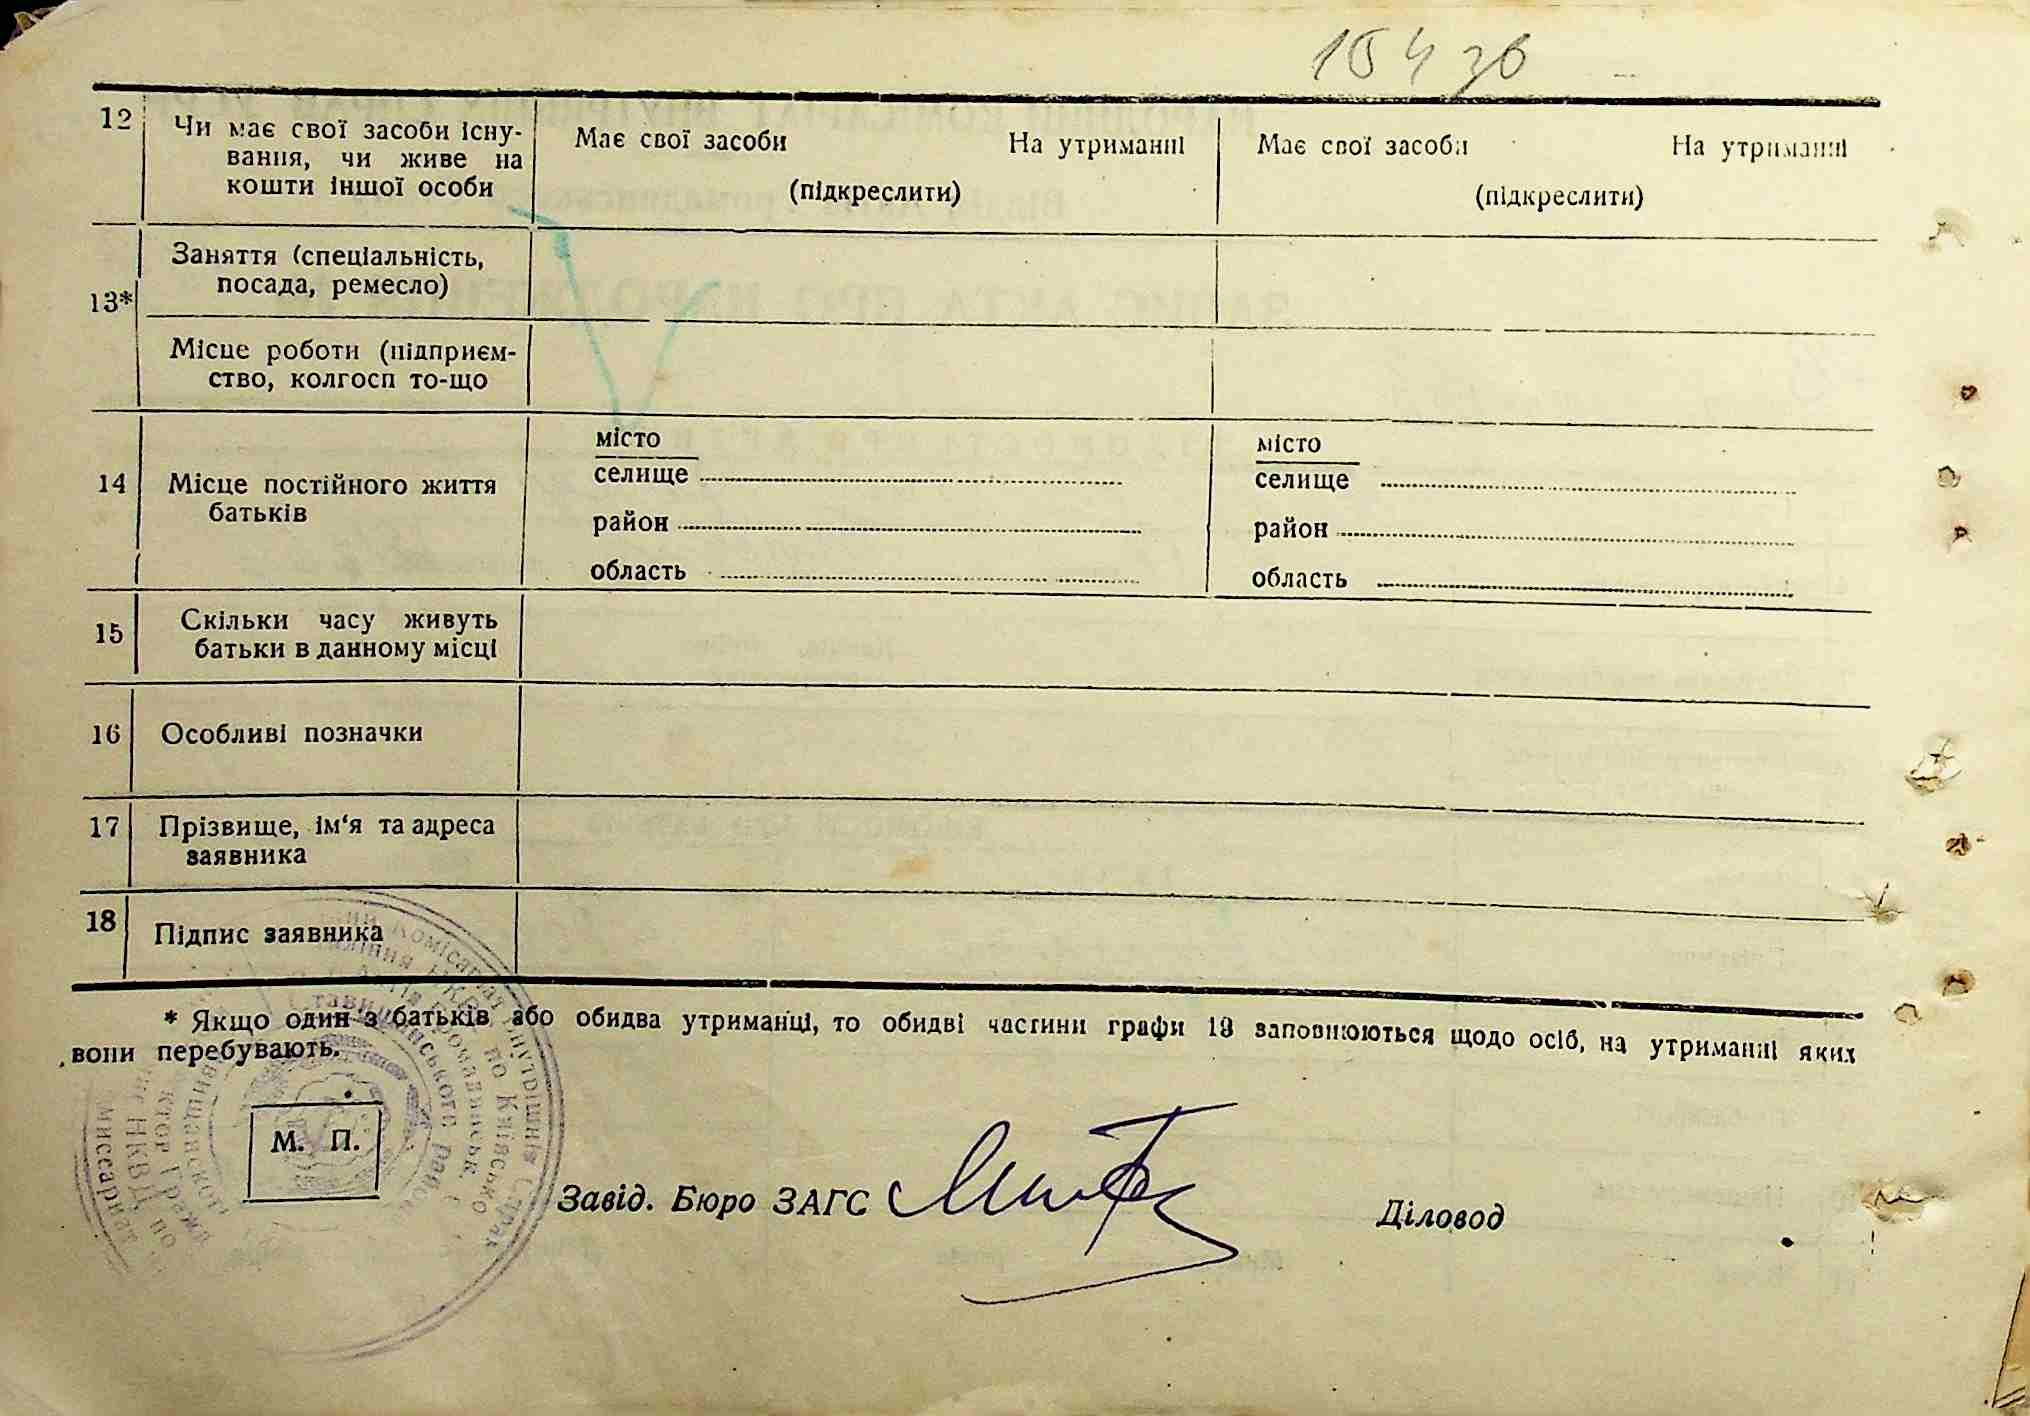 154 зв
12
Чи має свої засоби існу-
вання, чи живе на
кошти іншої особи
Має свої засоби На утриманні
(підкреслити)
Має свої засоби На утриманні
(підкреслити)
13*
Заняття (спеціальність,
посада, ремесло)
Місце роботи (підприєм-
ство, колгосп то-що
14
Місце постійного життя
батьків
місто
селище
район
область
місто
селище
район
область
15
Скільки часу живуть
батьки в данному місці
16
Особливі позначки
17
Прізвище, ім'я та адреса
заявника
18
Підпис заявника
* Якщо один з батьків або обидва утриманці, то обидві частини графи 13 заповнюються щодо осіб, на утриманні яких
вони перебувають.
М. П.
Завід. Бюро ЗАГС
Діловод